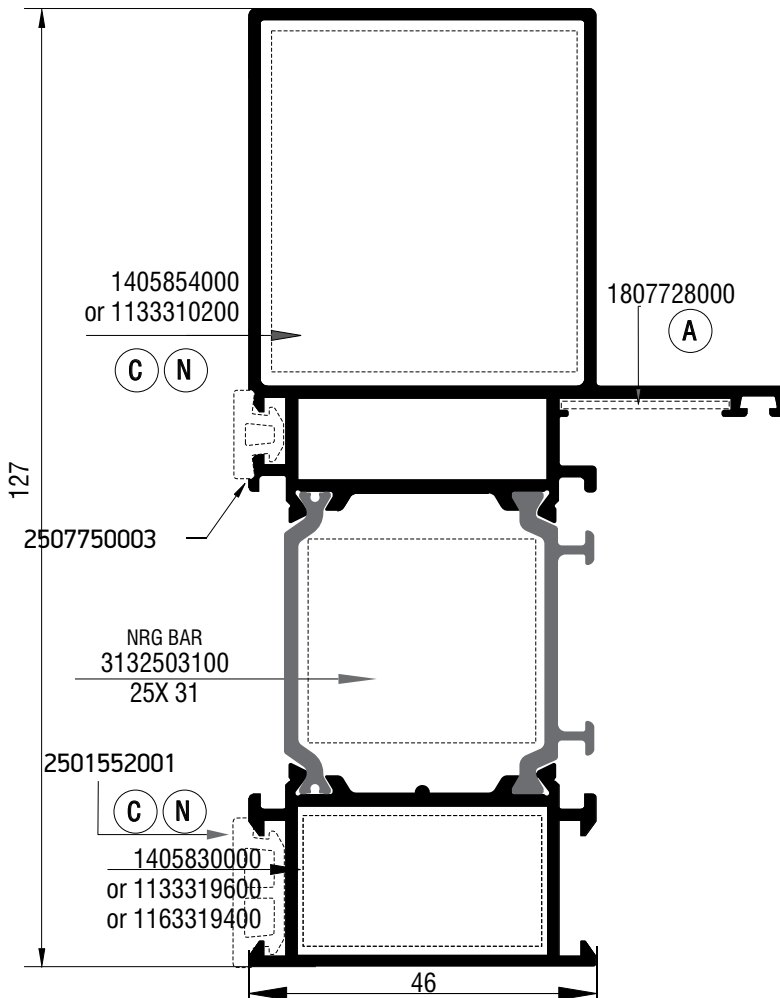 1405854000
or 1133310200
C N
1807728000
A
127
2507750003
NRG BAR
3132503100
25X 31
2501552001
C N
1405830000
or 1133319600
or 1163319400
46